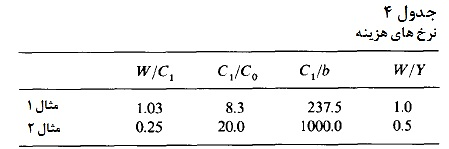 جدول ۴
نرخ های هزینه
W/C₁ C₁/C₀ C₁/b W/Y
مثال ۱ 1.03 8.3 237.5 1.0
مثال ۲ 0.25 20.0 1000.0 0.5